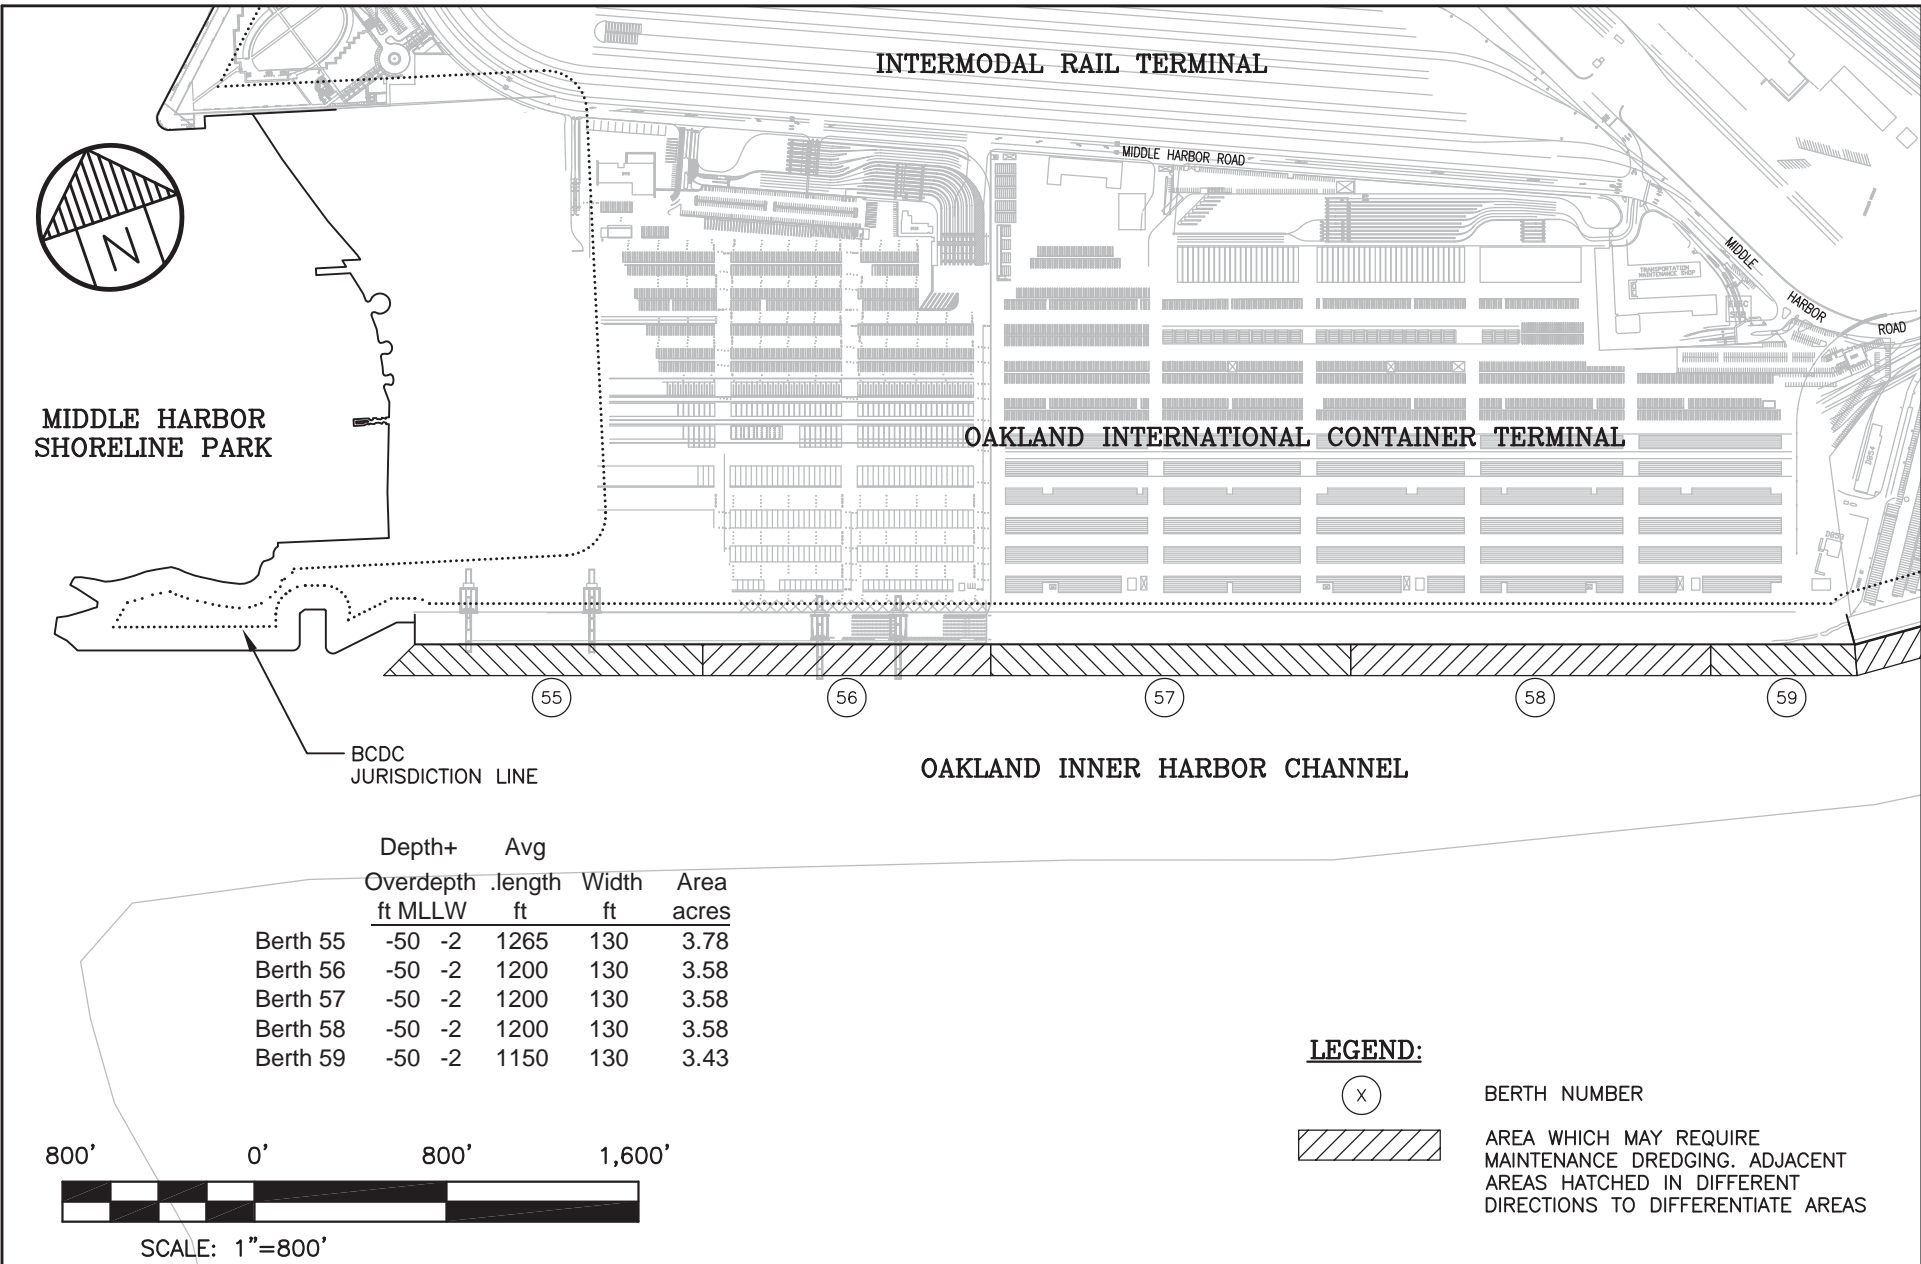 INTERMODAL RAIL TERMINAL
MIDDLE HARBOR ROAD
N
MIDDLE
HARBOR
ROAD
TRANSPORTATION
MAINTENANCE SHOP
MIDDLE HARBOR
SHORELINE PARK
OAKLAND INTERNATIONAL CONTAINER TERMINAL
55
56
57
58
59
BCDC
JURISDICTION LINE
OAKLAND INNER HARBOR CHANNEL
Depth+ Avg
Overdepth .length Width Area
ft MLLW ft ft acres
Berth 55 -50 -2 1265 130 3.78
Berth 56 -50 -2 1200 130 3.58
Berth 57 -50 -2 1200 130 3.58
Berth 58 -50 -2 1200 130 3.58
Berth 59 -50 -2 1150 130 3.43
LEGEND:
X BERTH NUMBER
AREA WHICH MAY REQUIRE
MAINTENANCE DREDGING. ADJACENT
AREAS HATCHED IN DIFFERENT
DIRECTIONS TO DIFFERENTIATE AREAS
800' 0' 800' 1,600'
SCALE: 1"=800'